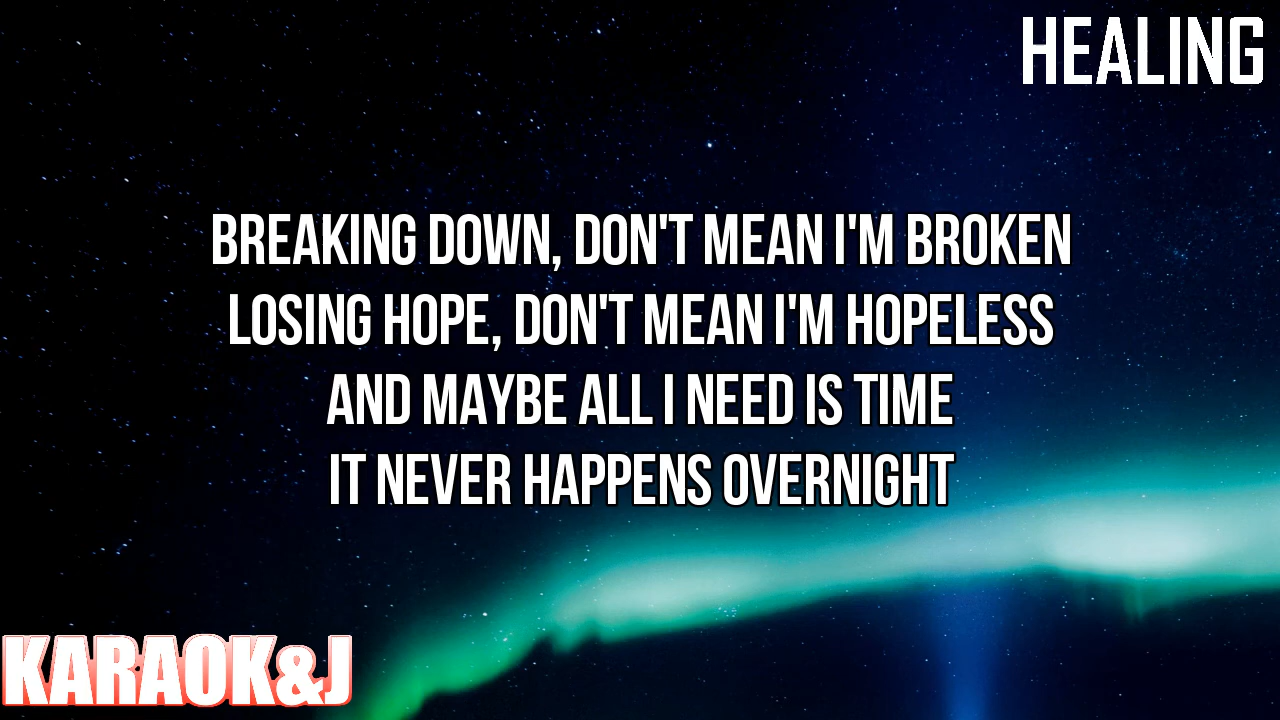 HEALING
BREAKING DOWN, DON'T MEAN I'M BROKEN
LOSING HOPE, DON'T MEAN I'M HOPELESS
AND MAYBE ALL I NEED IS TIME
IT NEVER HAPPENS OVERNIGHT
KARAOK&J